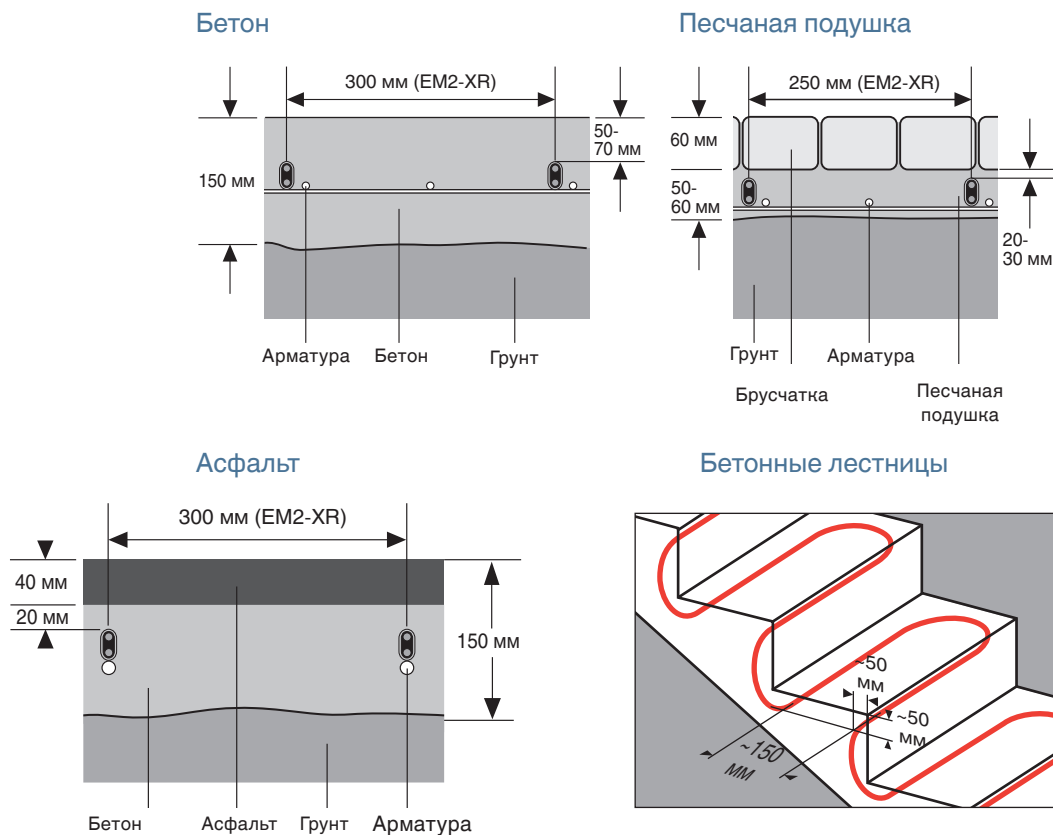 Бетон
300 мм (EM2-XR)
50-
70 мм
150 мм
Арматура
Бетон
Грунт
Песчаная подушка
250 мм (EM2-XR)
60 мм
50-
60 мм
20-
30 мм
Грунт
Арматура
Брусчатка
Песчаная
подушка
Асфальт
300 мм (EM2-XR)
40 мм
20 мм
150 мм
Бетон
Асфальт
Грунт
Арматура
Бетонные лестницы
~50
мм
~50
мм
~150
мм